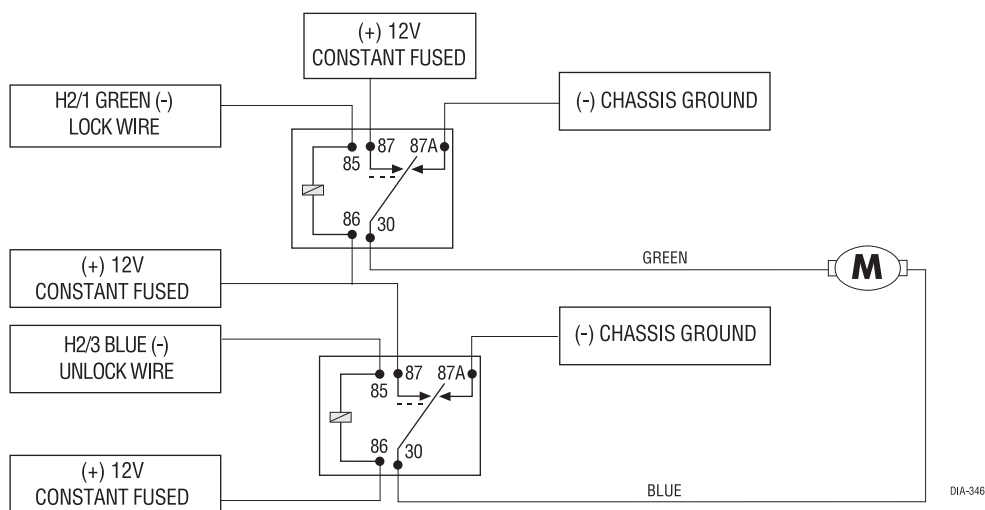 (+) 12V
CONSTANT FUSED
H2/1 GREEN (-)
LOCK WIRE
(-) CHASSIS GROUND
87
87A
85
86
30
(+) 12V
CONSTANT FUSED
GREEN
M
H2/3 BLUE (-)
UNLOCK WIRE
(-) CHASSIS GROUND
87
87A
85
86
30
(+) 12V
CONSTANT FUSED
BLUE
DIA-346